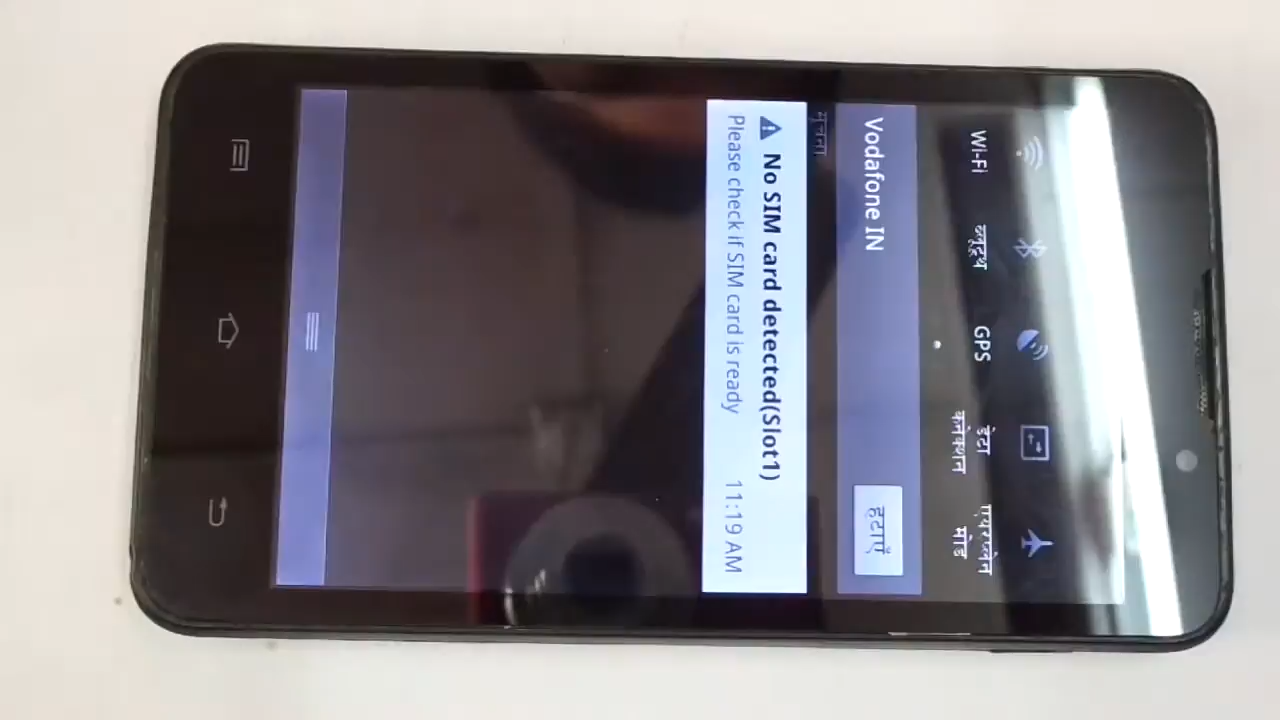 Wi-Fi
ब्लूटूथ
GPS
डेटा
कनेक्शन
एयरप्लेन
मोड
Vodafone IN
हटाएँ
सूचना
No SIM card detected(Slot1)
Please check if SIM card is ready
11:19 AM